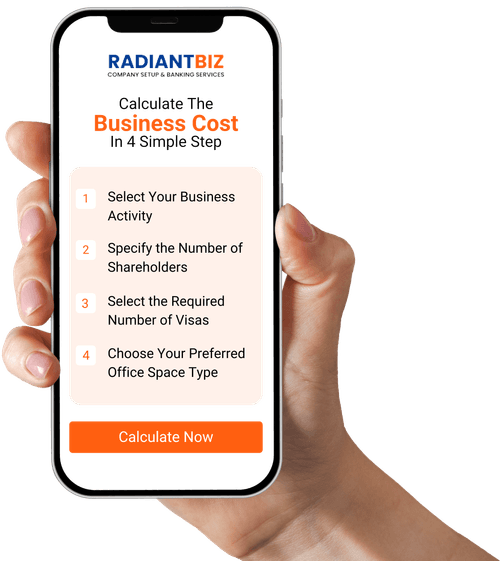 RADIANTBIZ
COMPANY SETUP & BANKING SERVICES
Calculate The
Business Cost
In 4 Simple Step
1 Select Your Business
Activity
2 Specify the Number of
Shareholders
3 Select the Required
Number of Visas
4 Choose Your Preferred
Office Space Type
Calculate Now